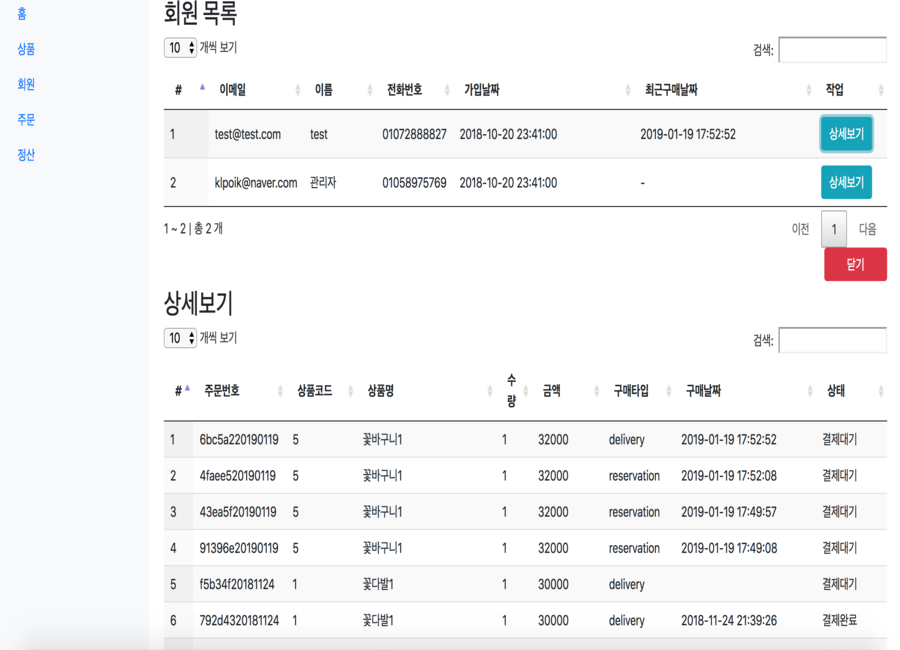 홈
상품
회원
주문
정산
회원 목록
10 개씩 보기
검색:
# 이메일 이름 전화번호 가입날짜 최근구매날짜 작업
1 test@test.com test 01072888827 2018-10-20 23:41:00 2019-01-19 17:52:52 상세보기
2 klpoik@naver.com 관리자 01058975769 2018-10-20 23:41:00 - 상세보기
1 ~ 2 | 총 2 개
이전 1 다음
닫기
상세보기
10 개씩 보기
검색:
# 주문번호 상품코드 상품명 수량 금액 구매타입 구매날짜 상태
1 6bc5a220190119 5 꽃바구니1 1 32000 delivery 2019-01-19 17:52:52 결제대기
2 4faee520190119 5 꽃바구니1 1 32000 reservation 2019-01-19 17:52:08 결제대기
3 43ea5f20190119 5 꽃바구니1 1 32000 reservation 2019-01-19 17:49:57 결제대기
4 91396e20190119 5 꽃바구니1 1 32000 reservation 2019-01-19 17:49:08 결제대기
5 f5b34f20181124 1 꽃다발1 1 30000 delivery 결제대기
6 792d4320181124 1 꽃다발1 1 30000 delivery 2018-11-24 21:39:26 결제완료